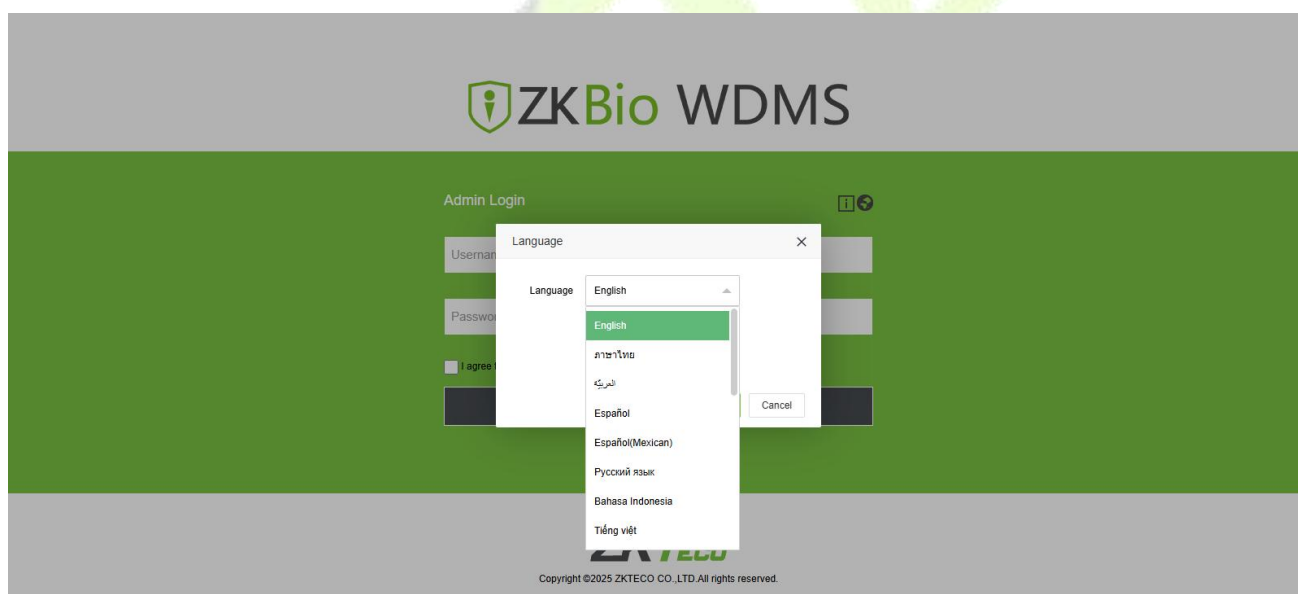 ZKBio WDMS
Admin Login
Language
Language
English
English
ภาษาไทย
العربيّة
Español
Español(Mexican)
Русский язык
Bahasa Indonesia
Tiếng việt
I agree
Cancel
Copyright ©2025 ZKTECO CO.,LTD.All rights reserved.